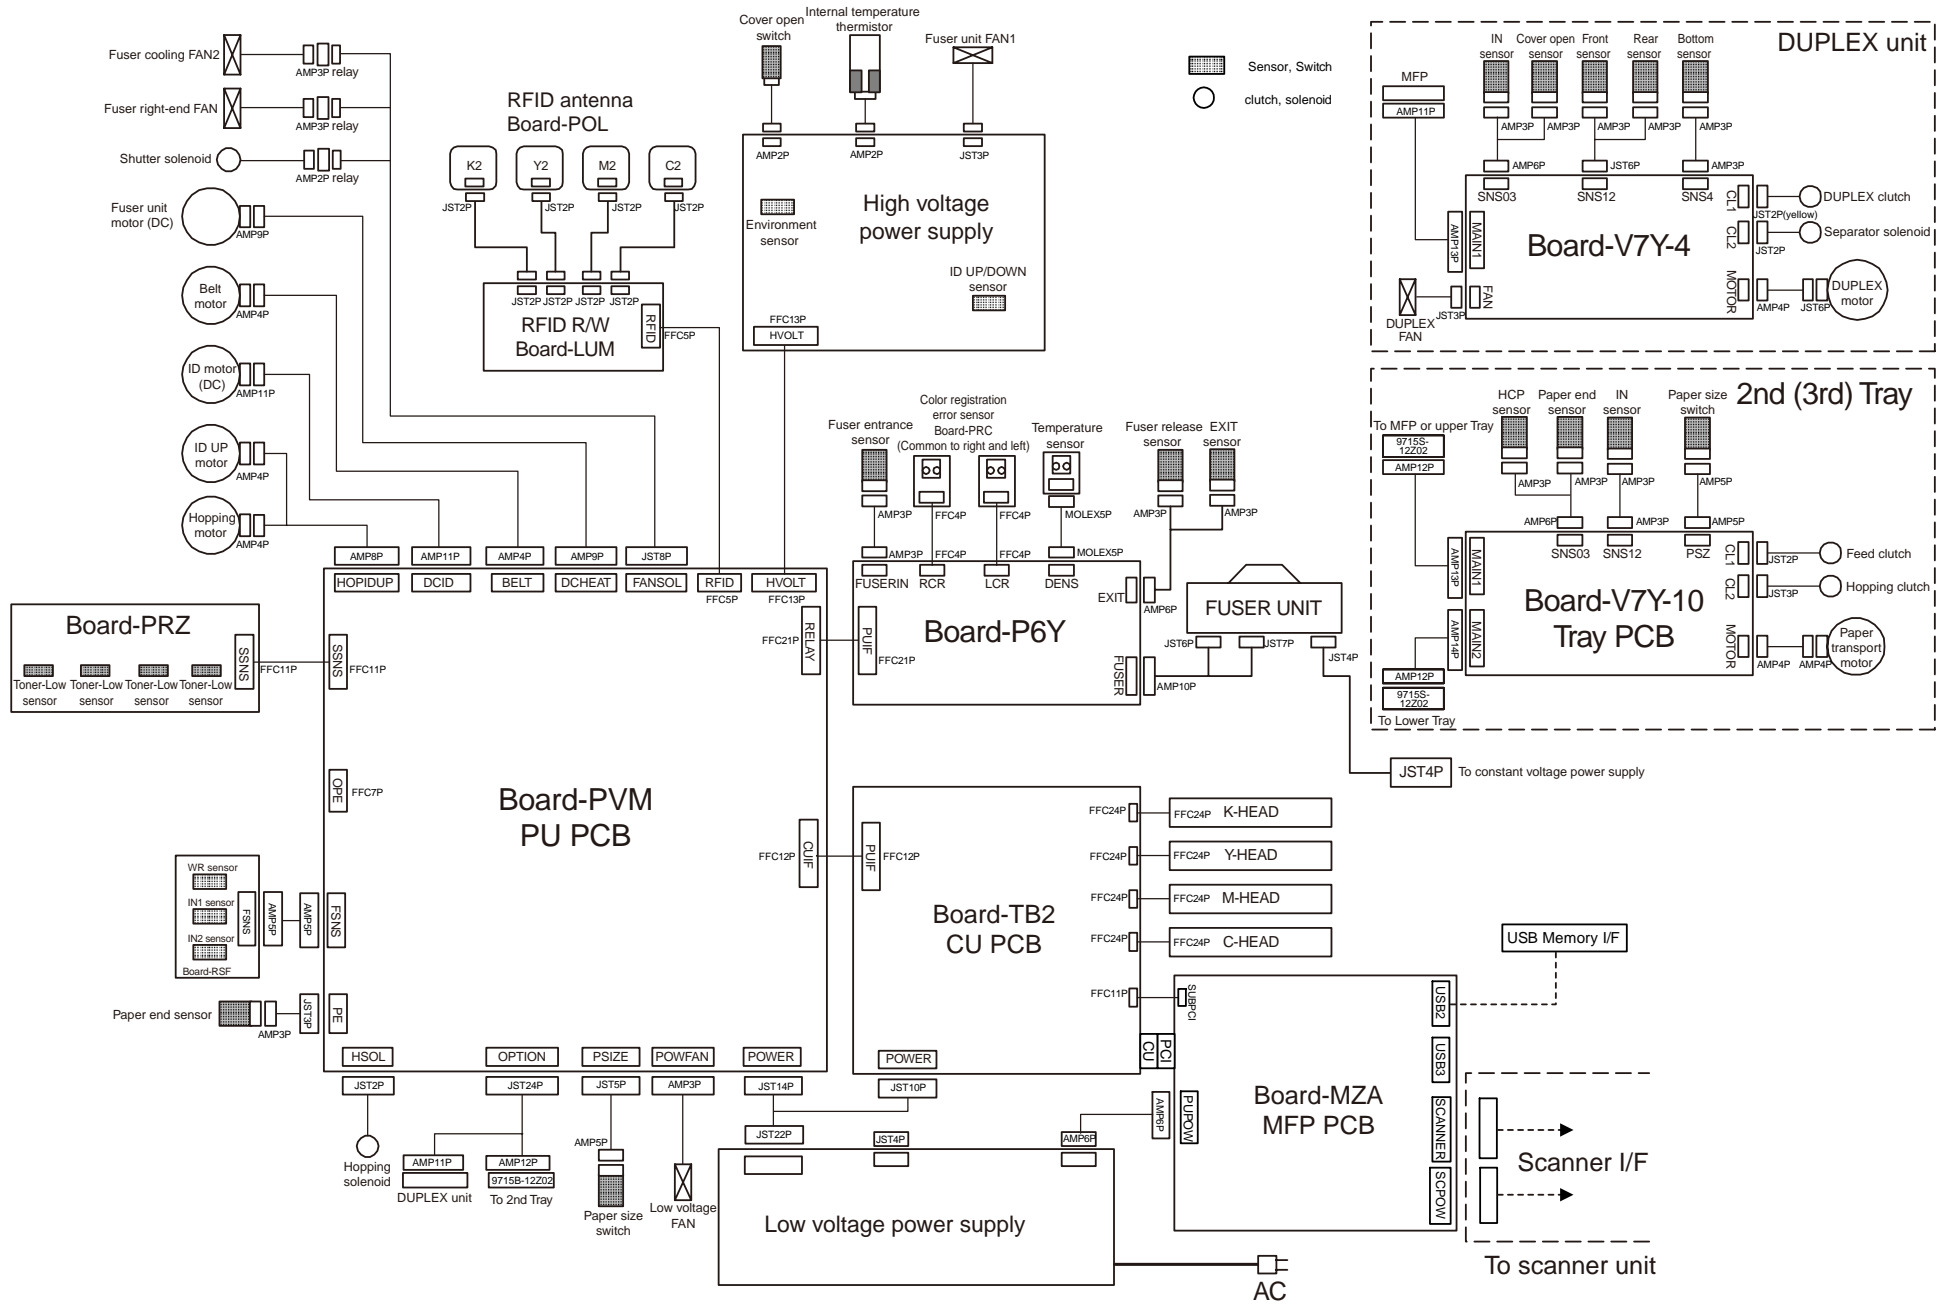 Fuser cooling FAN2
AMP3P relay
Fuser right-end FAN
AMP3P relay
Shutter solenoid
AMP2P relay
Fuser unit
motor (DC)
AMP9P
Belt
motor
AMP4P
ID motor
(DC)
AMP11P
ID UP
motor
AMP4P
Hopping
motor
AMP4P
RFID antenna
Board-POL
K2
Y2
M2
C2
JST2P
JST2P
JST2P
JST2P
JST2P
JST2P
JST2P
JST2P
RFID R/W
Board-LUM
RFID
FFC5P
Cover open
switch
Internal temperature
thermistor
Fuser unit FAN1
AMP2P
AMP2P
JST3P
High voltage
power supply
Environment
sensor
ID UP/DOWN
sensor
FFC13P
HVOLT
Sensor, Switch
clutch, solenoid
DUPLEX unit
MFP
AMP11P
IN
sensor
Cover open
sensor
Front
sensor
Rear
sensor
Bottom
sensor
AMP3P
AMP3P
AMP3P
AMP3P
AMP3P
AMP6P
JST6P
AMP3P
SNS03
SNS12
SNS4
AMP13P
MAIN1
FAN
JST3P
DUPLEX
FAN
Board-V7Y-4
CL1
JST2P(yellow)
DUPLEX clutch
CL2
JST2P
Separator solenoid
MOTOR
AMP4P
JST6P
DUPLEX
motor
2nd (3rd) Tray
To MFP or upper Tray
9715S-
12Z02
AMP12P
HCP
sensor
Paper end
sensor
IN
sensor
Paper size
switch
AMP3P
AMP3P
AMP3P
AMP5P
AMP6P
AMP3P
AMP5P
SNS03
SNS12
PSZ
AMP13P
MAIN1
AMP14P
MAIN2
AMP12P
9715S-
12Z02
To Lower Tray
Board-V7Y-10
Tray PCB
CL1
JST2P
Feed clutch
CL2
JST3P
Hopping clutch
MOTOR
AMP4P
AMP4P
Paper
transport
motor
Fuser entrance
sensor
Color registration
error sensor
Board-PRC
(Common to right and left)
Temperature
sensor
Fuser release
sensor
EXIT
sensor
AMP3P
FFC4P
FFC4P
MOLEX5P
AMP3P
AMP3P
AMP3P
FFC4P
FFC4P
MOLEX5P
FUSERIN
RCR
LCR
DENS
EXIT
AMP6P
PUIF
FFC21P
Board-P6Y
FUSER
AMP10P
FUSER UNIT
JST6P
JST7P
JST4P
JST4P
To constant voltage power supply
AMP8P
AMP11P
AMP4P
AMP9P
JST8P
HOPIDUP
DCID
BELT
DCHEAT
FANSOL
RFID
HVOLT
FFC5P
FFC13P
Board-PRZ
Toner-Low
sensor
Toner-Low
sensor
Toner-Low
sensor
Toner-Low
sensor
SSNS
FFC11P
SSNS
FFC11P
FFC21P
RELAY
OPE
FFC7P
Board-PVM
PU PCB
FFC12P
CUIF
WR sensor
IN1 sensor
IN2 sensor
Board-RSF
FSNS
AMP5P
AMP5P
FSNS
Paper end sensor
AMP3P
JST3P
PE
HSOL
OPTION
PSIZE
POWFAN
POWER
JST2P
JST24P
JST5P
AMP3P
JST14P
Hopping
solenoid
AMP11P
DUPLEX unit
AMP12P
9715B-12Z02
To 2nd Tray
AMP5P
Paper size
switch
Low voltage
FAN
JST22P
PUIF
FFC12P
Board-TB2
CU PCB
FFC24P
FFC24P
K-HEAD
FFC24P
FFC24P
Y-HEAD
FFC24P
FFC24P
M-HEAD
FFC24P
FFC24P
C-HEAD
FFC11P
SUBPCI
CU
PCI
POWER
JST10P
JST4P
AMP6P
Low voltage power supply
AC
AMP6P
PUPOW
Board-MZA
MFP PCB
USB2
USB3
SCANNER
SCPOW
USB Memory I/F
Scanner I/F
To scanner unit